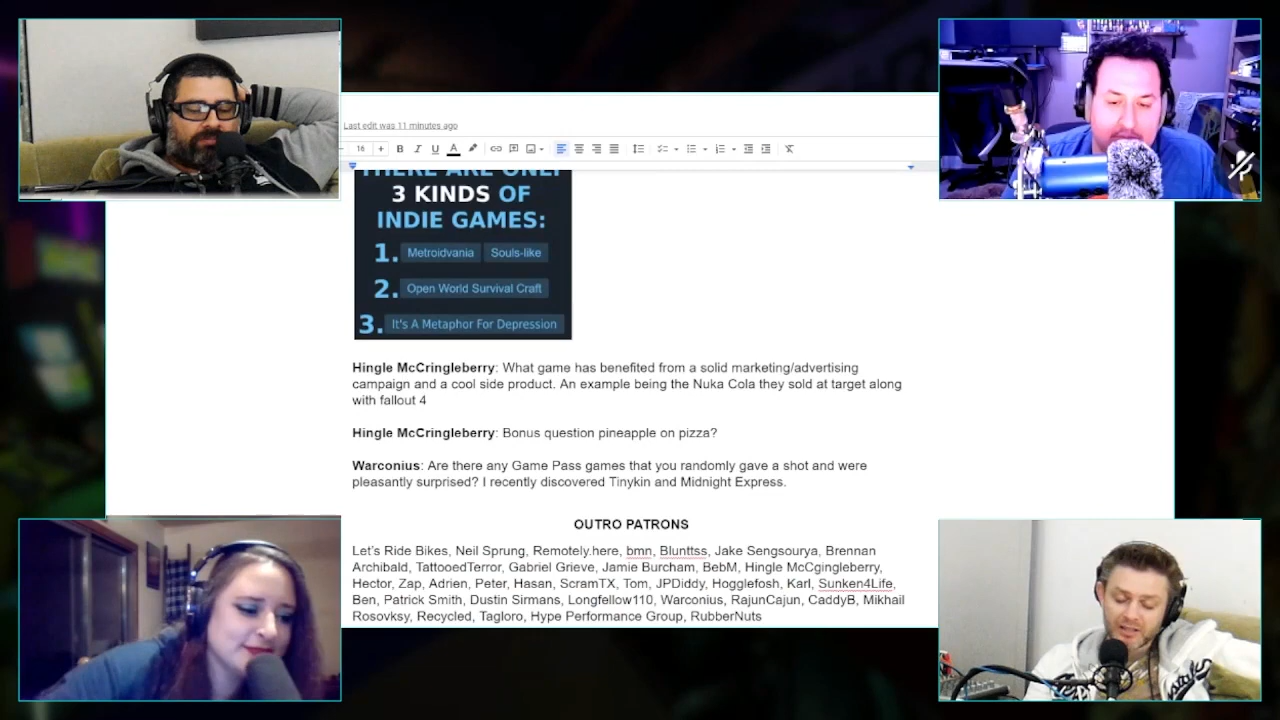 Last edit was 11 minutes ago
16
B I U A
THERE ARE ONLY
3 KINDS OF
INDIE GAMES:
1. Metroidvania Souls-like
2. Open World Survival Craft
3. It's A Metaphor For Depression
Hingle McCringleberry: What game has benefited from a solid marketing/advertising
campaign and a cool side product. An example being the Nuka Cola they sold at target along
with fallout 4
Hingle McCringleberry: Bonus question pineapple on pizza?
Warconius: Are there any Game Pass games that you randomly gave a shot and were
pleasantly surprised? I recently discovered Tinykin and Midnight Express.
OUTRO PATRONS
Let's Ride Bikes, Neil Sprung, Remotely.here, bmn, Blunttss, Jake Sengsourya, Brennan
Archibald, TattooedTerror, Gabriel Grieve, Jamie Burcham, BebM, Hingle McCgingleberry,
Hector, Zap, Adrien, Peter, Hasan, ScramTX, Tom, JPDiddy, Hogglefosh, Karl, Sunken4Life,
Ben, Patrick Smith, Dustin Sirmans, Longfellow110, Warconius, RajunCajun, CaddyB, Mikhail
Rosovksy, Recycled, Tagloro, Hype Performance Group, RubberNuts